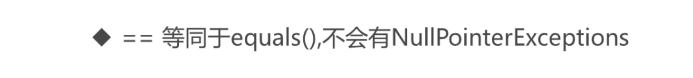 ◆ == 等同于equals(),不会有NullPointerExceptions